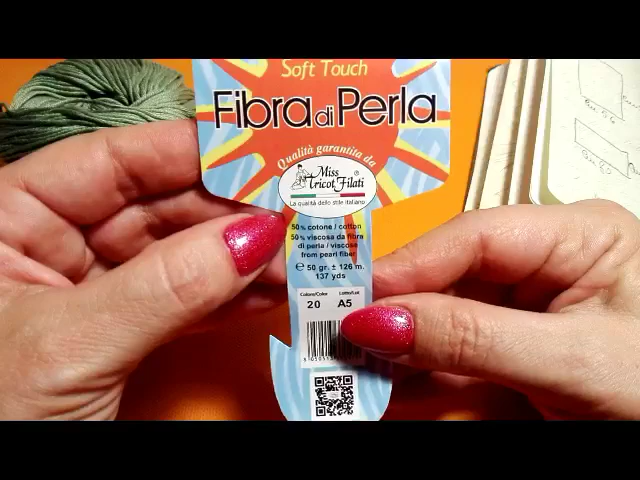 Soft Touch
Fibra di Perla
Qualità garantita da
Miss
Tricot Filati ®
La qualità dello stile italiano
50% cotone / cotton
50% viscosa da fibra
di perla / viscose
from pearl fiber
℮ 50 gr. ± 126 m.
137 yds
Colore/Color Lotto/Lot
20 A5